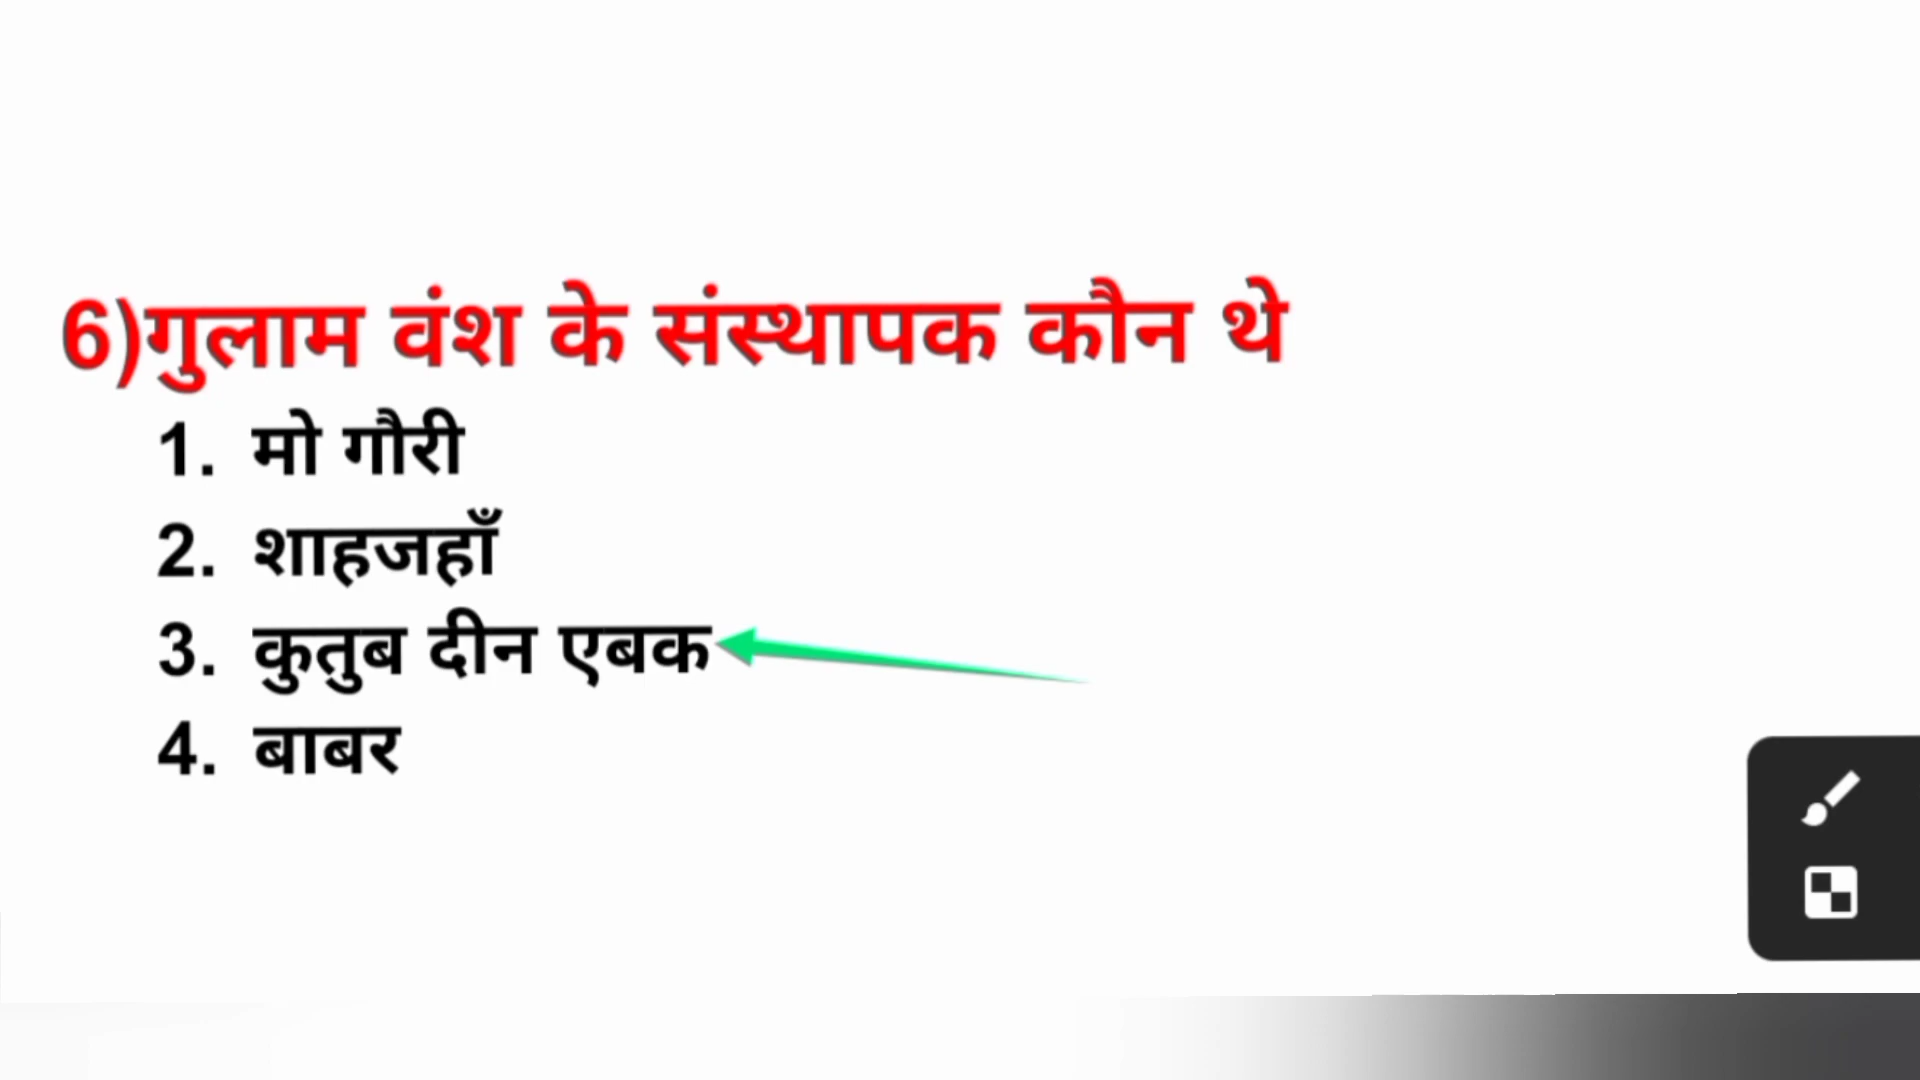 6)गुलाम वंश के संस्थापक कौन थे
1. मो गौरी
2. शाहजहाँ
3. कुतुब दीन एबक
4. बाबर